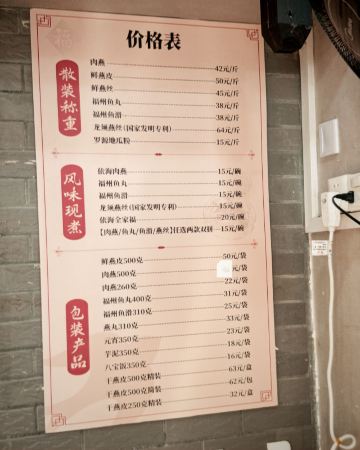 价格表
散装称重
肉燕 42元/斤
鲜燕皮 50元/斤
鲜燕丝 45元/斤
福州鱼丸 38元/斤
福州鱼滑 38元/斤
龙须燕丝(国家发明专利) 64元/斤
罗源地瓜粉 15元/斤
风味现煮
依海肉燕 15元/碗
福州鱼丸 15元/碗
福州鱼滑 15元/碗
龙须燕丝(国家发明专利) 15元/碗
依海全家福 20元/碗
【肉燕/鱼丸/鱼滑/燕丝】任选两款双拼 15元/碗
包装产品
鲜燕皮500克 50元/袋
肉燕500克 元/袋
肉燕260克 22元/袋
福州鱼丸400克 31元/袋
福州鱼滑310克 25元/袋
燕丸310克 33元/袋
元宵350克 23元/袋
芋泥350克 18元/袋
八宝饭350克 16元/袋
干燕皮500克精装 63元/盒
干燕皮500克简装 62元/包
干燕皮250克精装 32元/盒